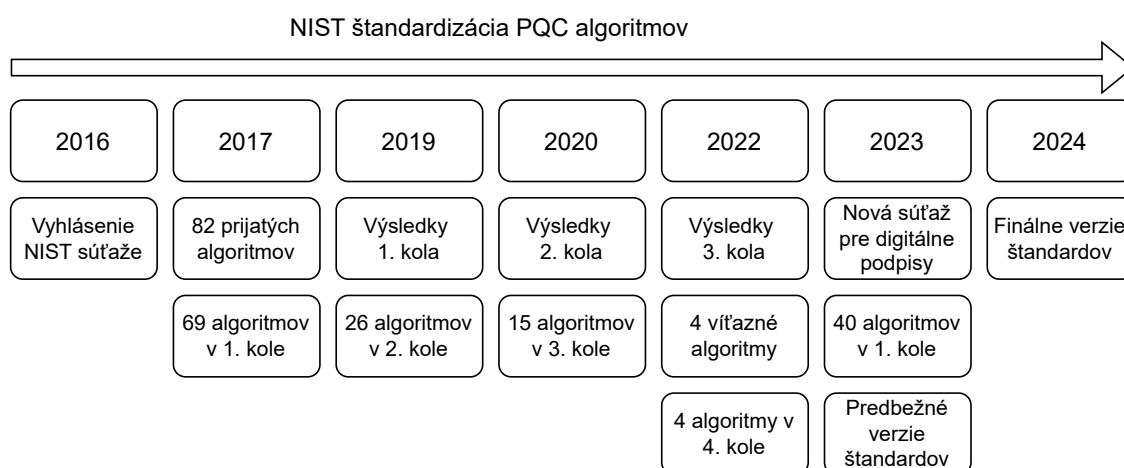 NIST štandardizácia PQC algoritmov
2016
2017
2019
2020
2022
2023
2024
Vyhlásenie
NIST súťaže
82 prijatých
algoritmov
Výsledky
1. kola
Výsledky
2. kola
Výsledky
3. kola
Nová súťaž
pre digitálne
podpisy
Finálne verzie
štandardov
69 algoritmov
v 1. kole
26 algoritmov
v 2. kole
15 algoritmov
v 3. kole
4 víťazné
algoritmy
40 algoritmov
v 1. kole
4 algoritmy v
4. kole
Predbežné
verzie
štandardov